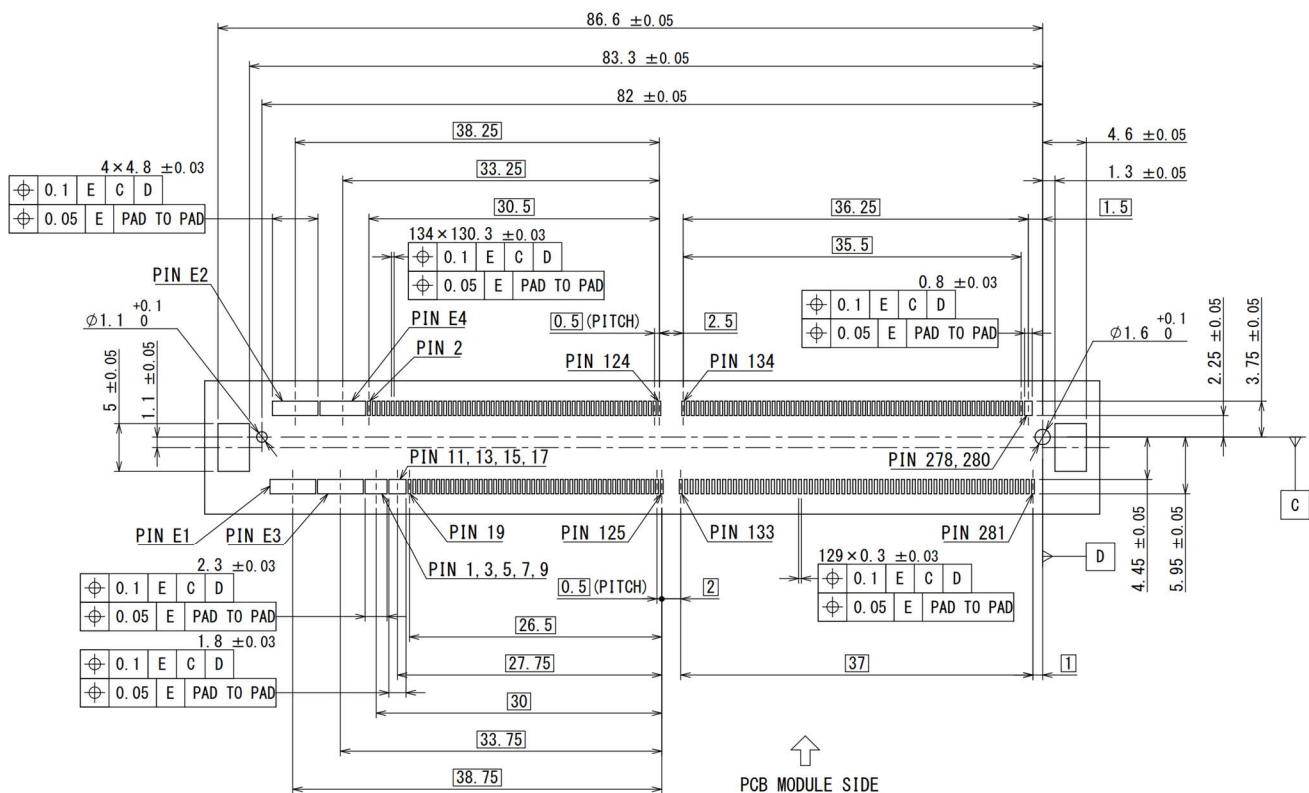 86.6 ±0.05
83.3 ±0.05
82 ±0.05
38.25
4.6 ±0.05
4×4.8 ±0.03
33.25
1.3 ±0.05
0.1 E C D
0.05 E PAD TO PAD
30.5
36.25
1.5
134×130.3 ±0.03
0.1 E C D
0.05 E PAD TO PAD
35.5
PIN E2
0.8 ±0.03
0.1 E C D
0.05 E PAD TO PAD
∅1.1 +0.1 0
PIN E4
0.5 (PITCH)
2.5
∅1.6 +0.1 0
PIN 2
PIN 124
PIN 134
2.25 ±0.05
3.75 ±0.05
5 ±0.05
1.1 ±0.05
PIN 11,13,15,17
PIN 278,280
C
PIN E1
PIN E3
PIN 19
PIN 125
PIN 133
PIN 281
4.45 ±0.05
5.95 ±0.05
D
2.3 ±0.03
0.1 E C D
0.05 E PAD TO PAD
PIN 1,3,5,7,9
0.5 (PITCH)
2
129×0.3 ±0.03
0.1 E C D
0.05 E PAD TO PAD
26.5
1.8 ±0.03
0.1 E C D
0.05 E PAD TO PAD
27.75
37
1
30
33.75
38.75
PCB MODULE SIDE